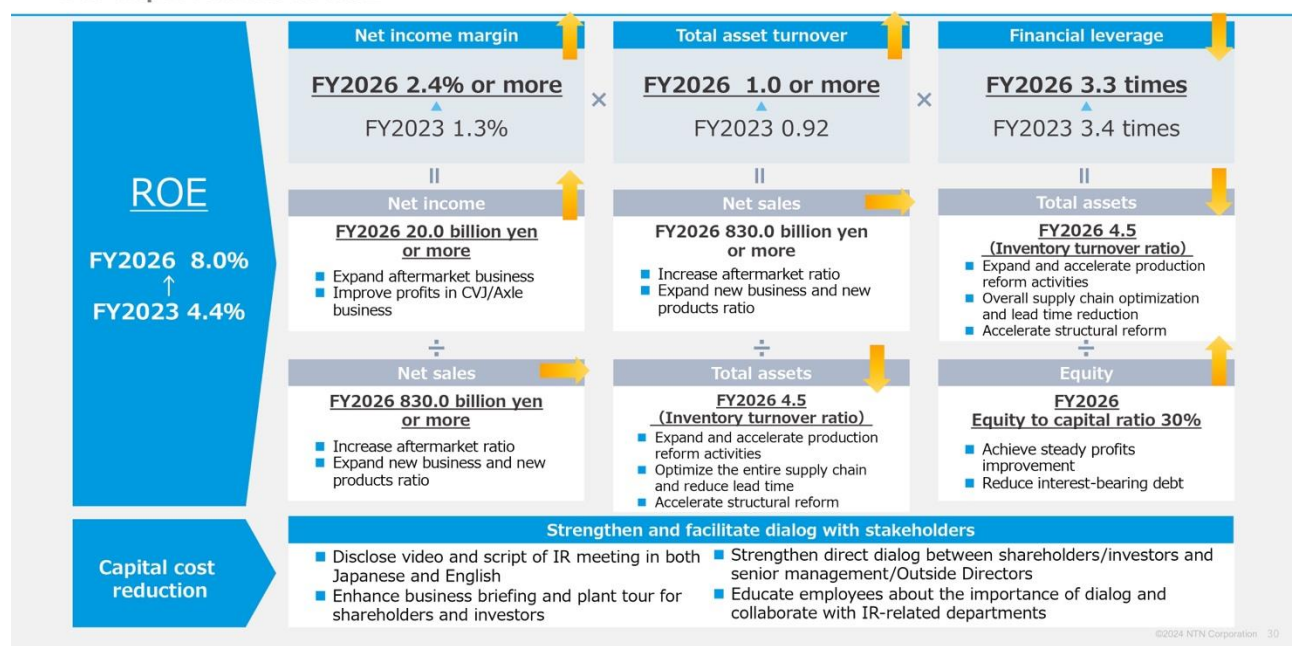 Net income margin
FY2026 2.4% or more
▲
FY2023 1.3%
×
Total asset turnover
FY2026 1.0 or more
▲
FY2023 0.92
×
Financial leverage
FY2026 3.3 times
▲
FY2023 3.4 times
ROE
FY2026 8.0%
↑
FY2023 4.4%
=
Net income
FY2026 20.0 billion yen
or more
■ Expand aftermarket business
■ Improve profits in CVJ/Axle
business
÷
Net sales
FY2026 830.0 billion yen
or more
■ Increase aftermarket ratio
■ Expand new business and new
products ratio
=
Net sales
FY2026 830.0 billion yen
or more
■ Increase aftermarket ratio
■ Expand new business and new
products ratio
÷
Total assets
FY2026 4.5
(Inventory turnover ratio)
■ Expand and accelerate production
reform activities
■ Optimize the entire supply chain
and reduce lead time
■ Accelerate structural reform
=
Total assets
FY2026 4.5
(Inventory turnover ratio)
■ Expand and accelerate production
reform activities
■ Overall supply chain optimization
and lead time reduction
■ Accelerate structural reform
÷
Equity
FY2026
Equity to capital ratio 30%
■ Achieve steady profits
improvement
■ Reduce interest-bearing debt
Capital cost
reduction
Strengthen and facilitate dialog with stakeholders
■ Disclose video and script of IR meeting in both
Japanese and English
■ Enhance business briefing and plant tour for
shareholders and investors
■ Strengthen direct dialog between shareholders/investors and
senior management/Outside Directors
■ Educate employees about the importance of dialog and
collaborate with IR-related departments
©2024 NTN Corporation 30